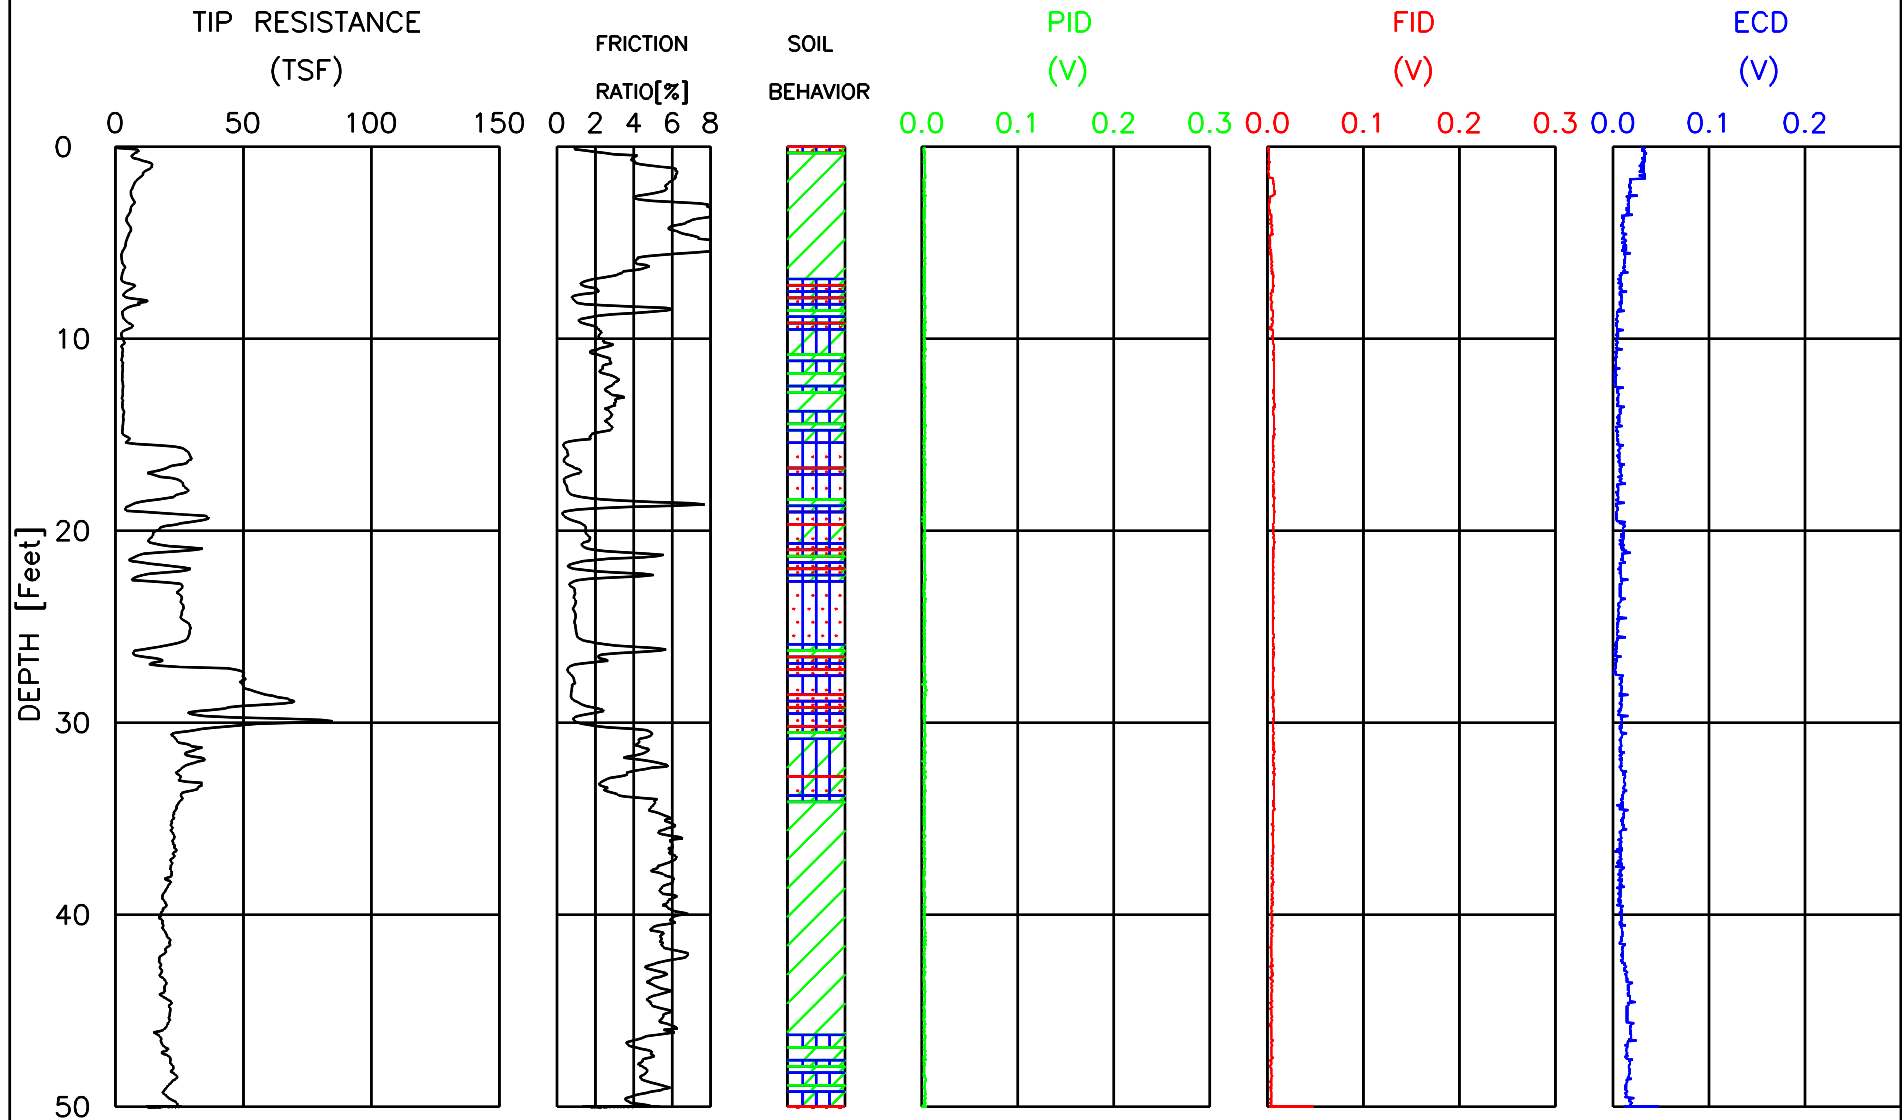 TIP RESISTANCE
(TSF)
FRICTION
RATIO[%]
SOIL
BEHAVIOR
PID
(V)
FID
(V)
ECD
(V)
0 50 100 150
0 2 4 6 8
0.0 0.1 0.2 0.3
0.0 0.1 0.2 0.3
0.0 0.1 0.2
DEPTH [Feet]
0
10
20
30
40
50